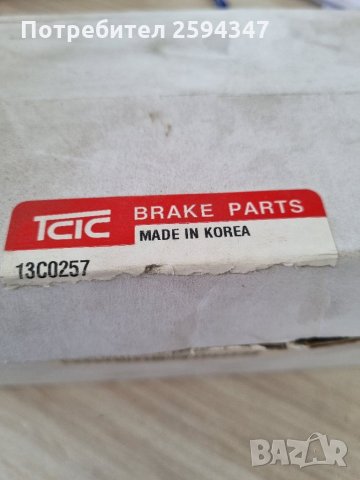 Потребител 2594347
TCIC BRAKE PARTS
MADE IN KOREA
13C0257
BAZAR